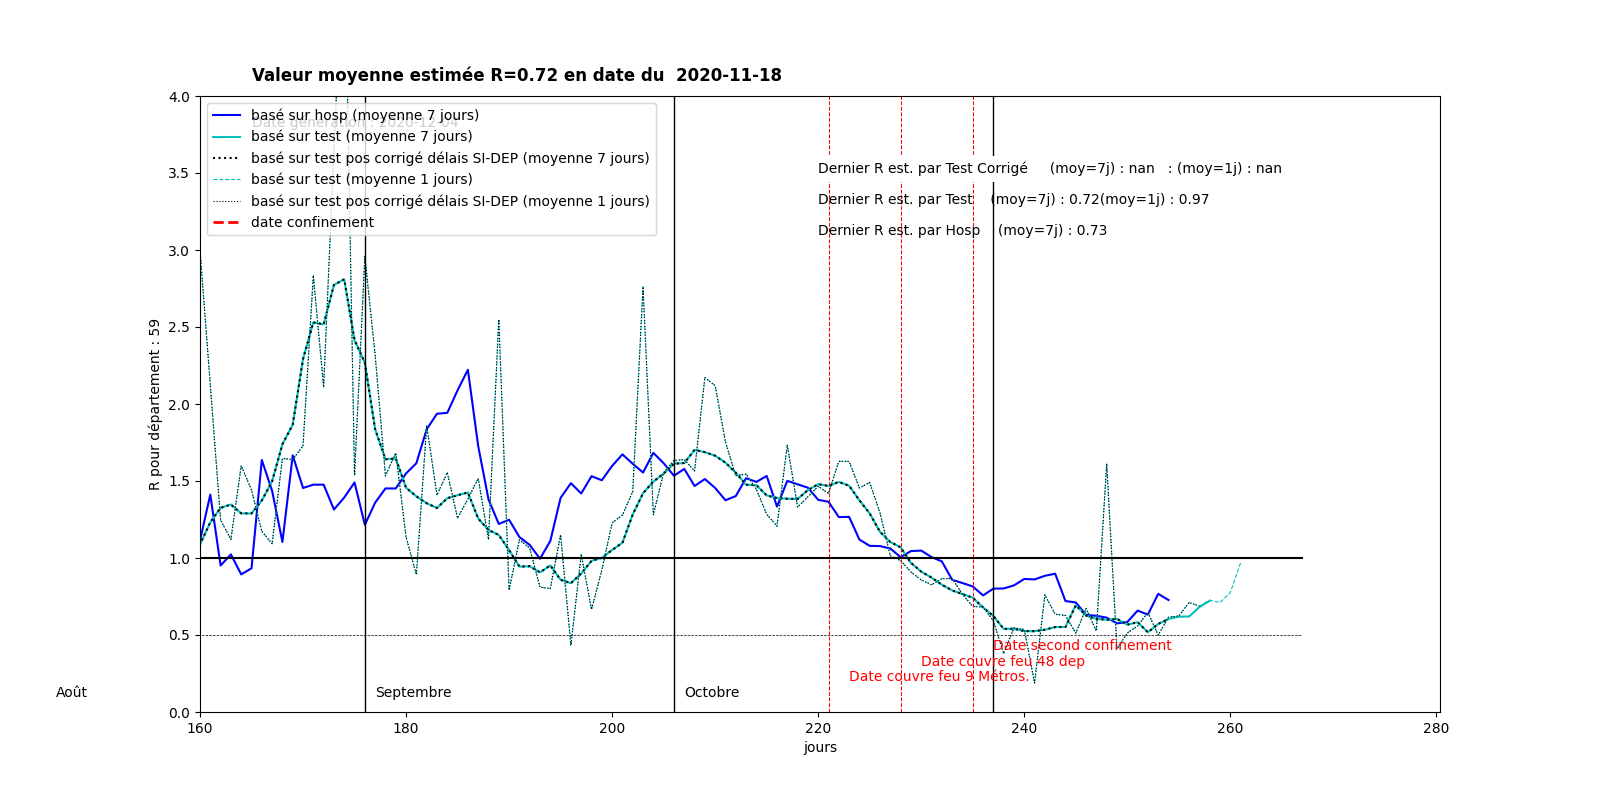 Valeur moyenne estimée R=0.72 en date du  2020-11-18
Date génération : 2020-12-04
basé sur hosp (moyenne 7 jours)
basé sur test (moyenne 7 jours)
basé sur test pos corrigé délais SI-DEP (moyenne 7 jours)
basé sur test (moyenne 1 jours)
basé sur test pos corrigé délais SI-DEP (moyenne 1 jours)
date confinement
Dernier R est. par Test Corrigé     (moy=7j) : nan   : (moy=1j) : nan
Dernier R est. par Test    (moy=7j) : 0.72(moy=1j) : 0.97
Dernier R est. par Hosp    (moy=7j) : 0.73
4.0
3.5
3.0
2.5
2.0
1.5
1.0
0.5
0.0
R pour département : 59
Date second confinement
Date couvre feu 48 dep
Date couvre feu 9 Métros.
Août
Septembre
Octobre
160
180
200
220
240
260
280
jours